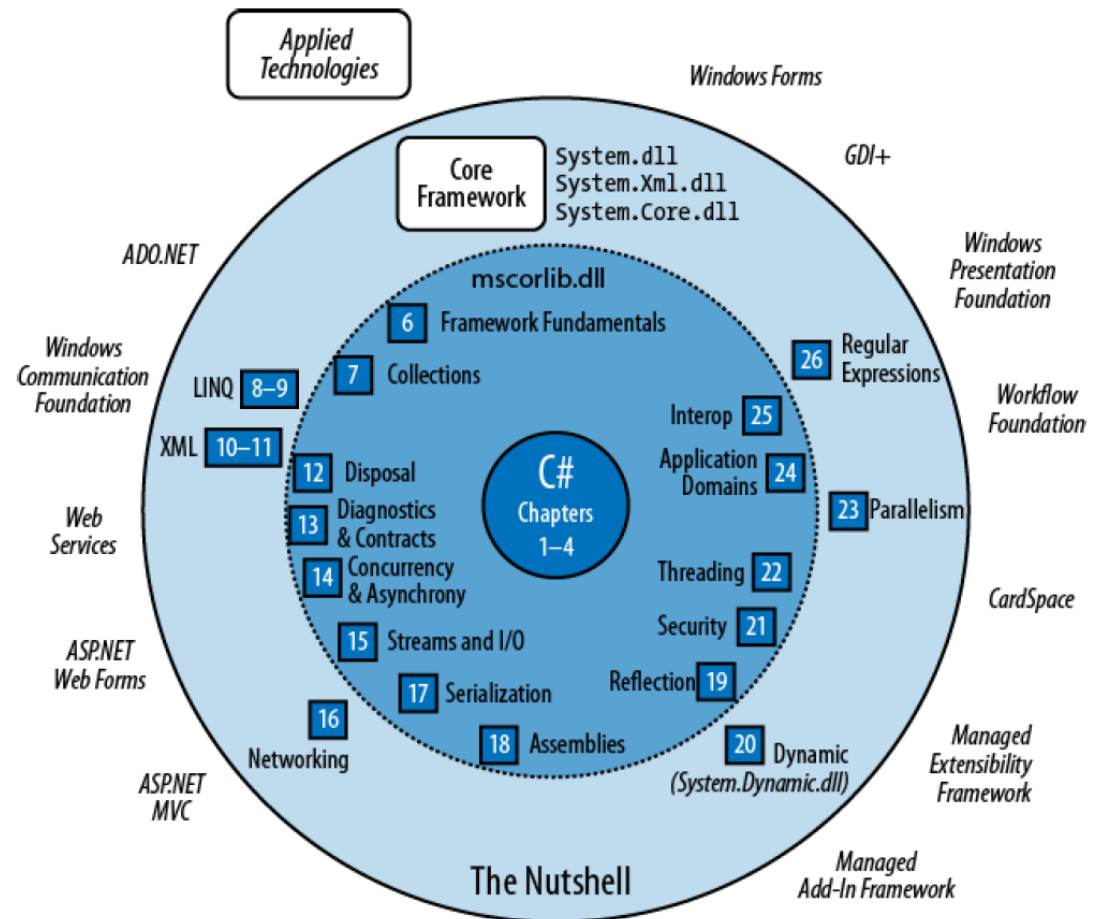 Applied
Technologies
Windows Forms
Core
Framework
System.dll
System.Xml.dll
System.Core.dll
GDI+
ADO.NET
Windows
Presentation
Foundation
mscorlib.dll
6 Framework Fundamentals
Windows
Communication
Foundation
LINQ 8–9
7 Collections
26 Regular
Expressions
Workflow
Foundation
XML 10–11
Interop 25
12 Disposal
C#
Chapters
1–4
Application
Domains 24
Web
Services
13 Diagnostics
& Contracts
23 Parallelism
14 Concurrency
& Asynchrony
Threading 22
CardSpace
15 Streams and I/O
Security 21
ASP.NET
Web Forms
17 Serialization
Reflection 19
16
Networking
18 Assemblies
20 Dynamic
(System.Dynamic.dll)
Managed
Extensibility
Framework
ASP.NET
MVC
The Nutshell
Managed
Add-In Framework